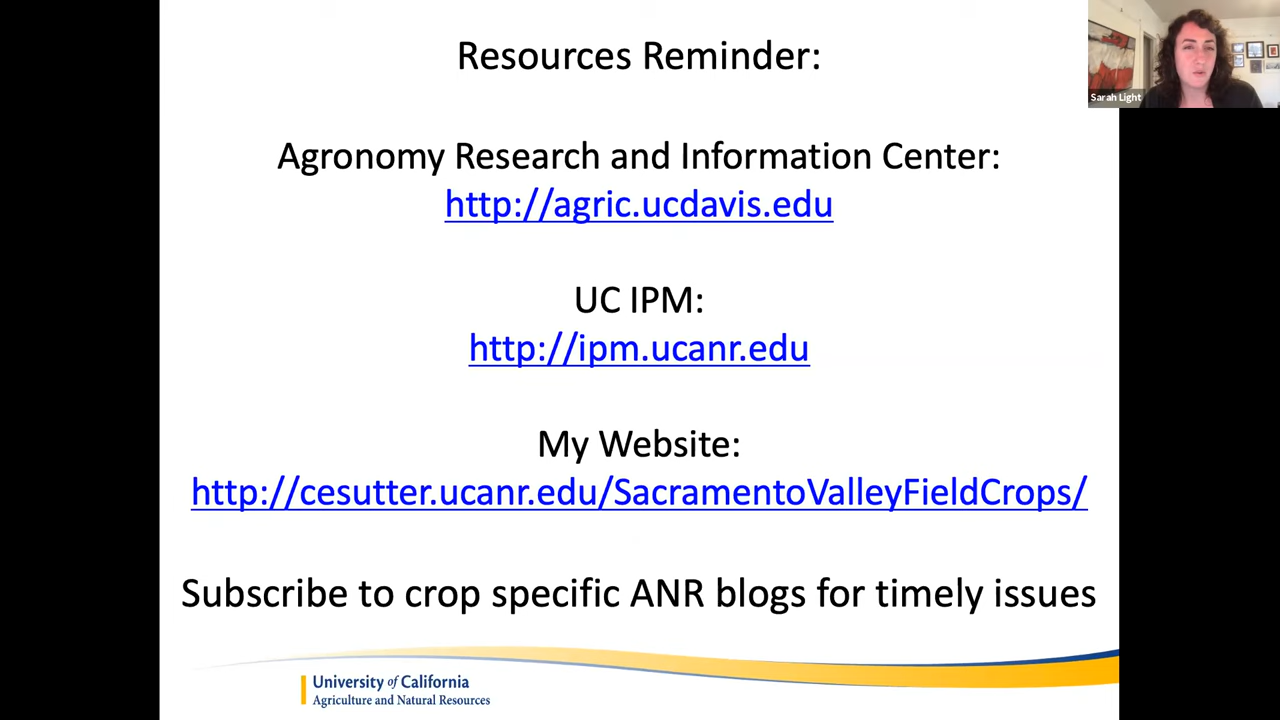 Resources Reminder:
Sarah Light
Agronomy Research and Information Center:
http://agric.ucdavis.edu
UC IPM:
http://ipm.ucanr.edu
My Website:
http://cesutter.ucanr.edu/SacramentoValleyFieldCrops/
Subscribe to crop specific ANR blogs for timely issues
University of California
Agriculture and Natural Resources